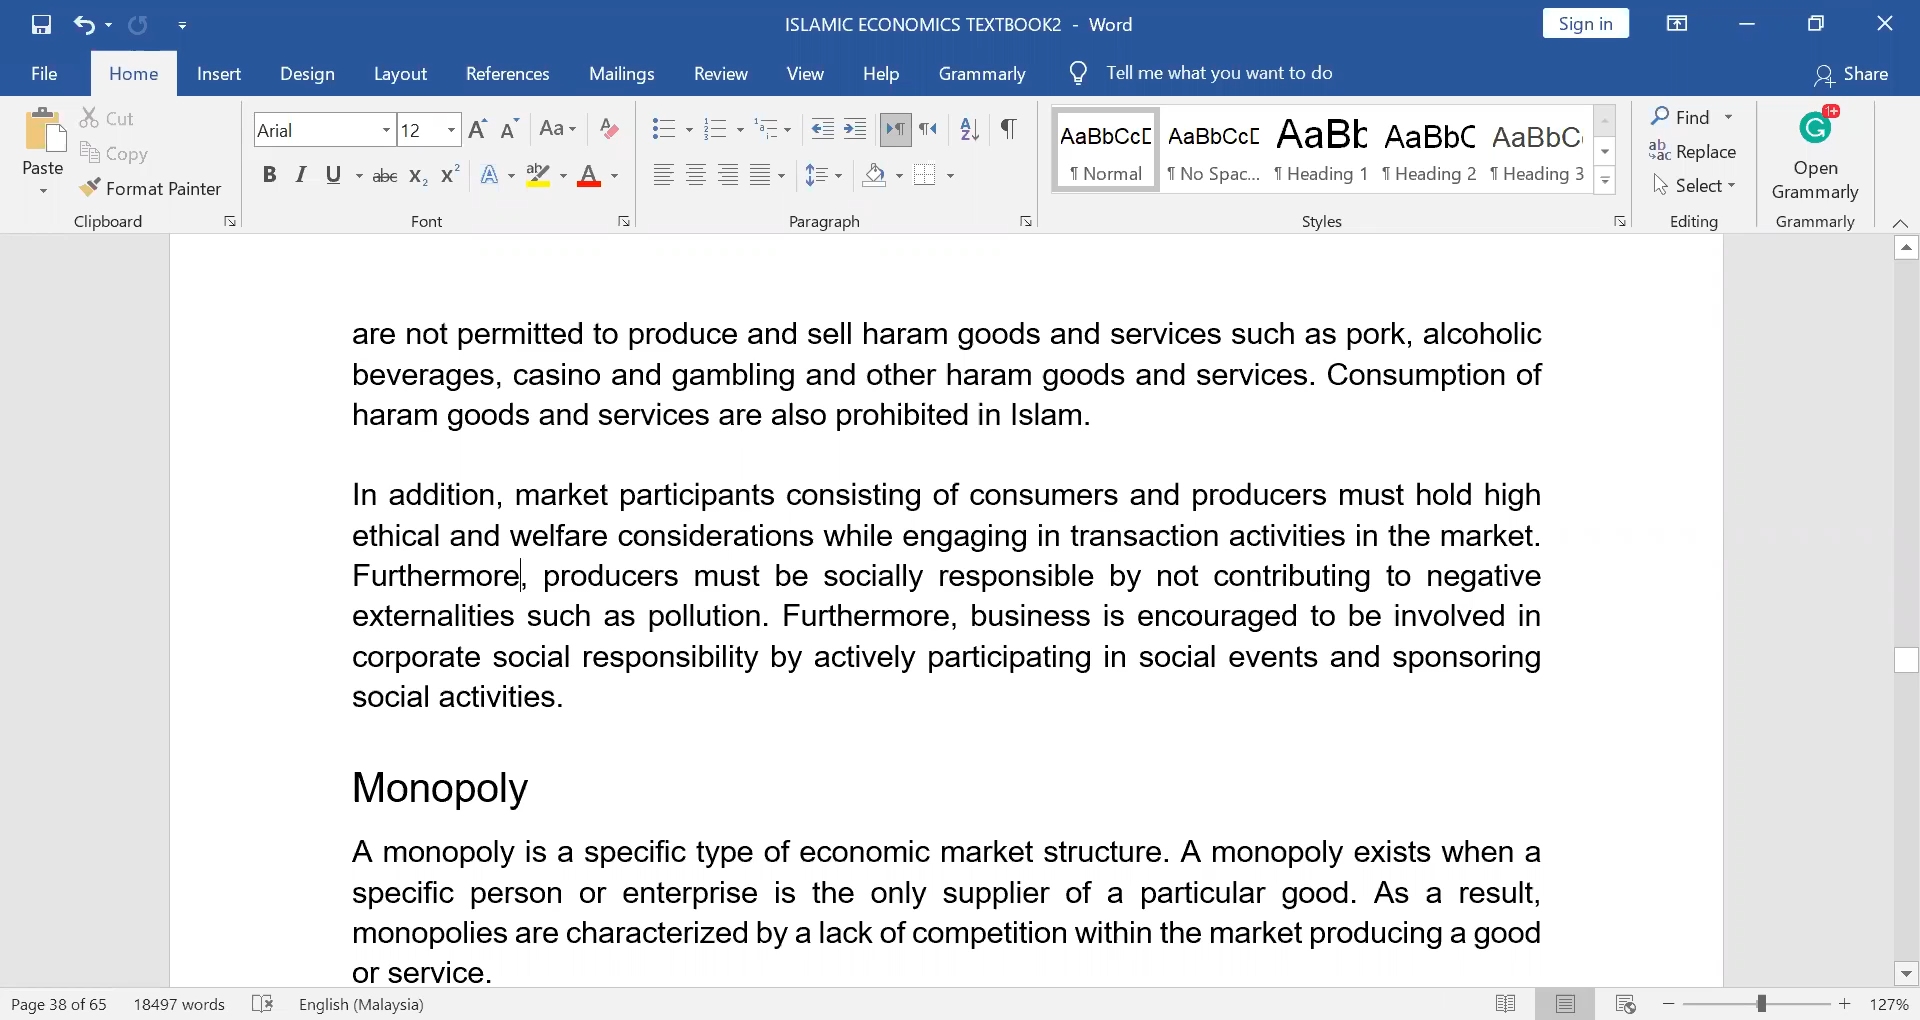 ISLAMIC ECONOMICS TEXTBOOK2 - Word
Sign in
File Home Insert Design Layout References Mailings Review View Help Grammarly Tell me what you want to do Share
Paste
Cut
Copy
Format Painter
Clipboard
Arial 12 Aa
B I U abc X₂ X² A ab A
Font
Paragraph
AaBbCcD AaBbCcD AaBb AaBbC AaBbC
¶ Normal ¶ No Spac... ¶ Heading 1 ¶ Heading 2 ¶ Heading 3
Styles
Find
Replace
Select
Editing
1+
Open
Grammarly
Grammarly
are not permitted to produce and sell haram goods and services such as pork, alcoholic
beverages, casino and gambling and other haram goods and services. Consumption of
haram goods and services are also prohibited in Islam.
In addition, market participants consisting of consumers and producers must hold high
ethical and welfare considerations while engaging in transaction activities in the market.
Furthermore, producers must be socially responsible by not contributing to negative
externalities such as pollution. Furthermore, business is encouraged to be involved in
corporate social responsibility by actively participating in social events and sponsoring
social activities.
Monopoly
A monopoly is a specific type of economic market structure. A monopoly exists when a
specific person or enterprise is the only supplier of a particular good. As a result,
monopolies are characterized by a lack of competition within the market producing a good
or service.
Page 38 of 65 18497 words English (Malaysia) 127%